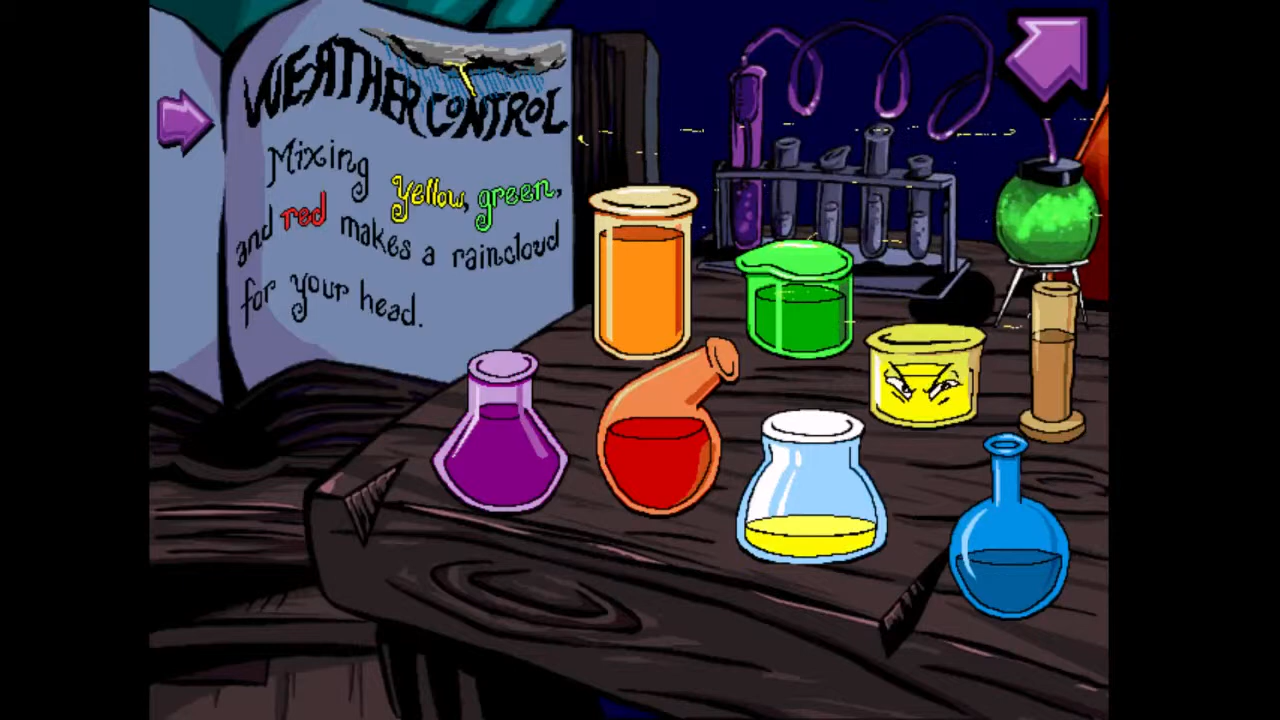 WEATHER CONTROL
Mixing yellow, green,
and red makes a raincloud
for your head.